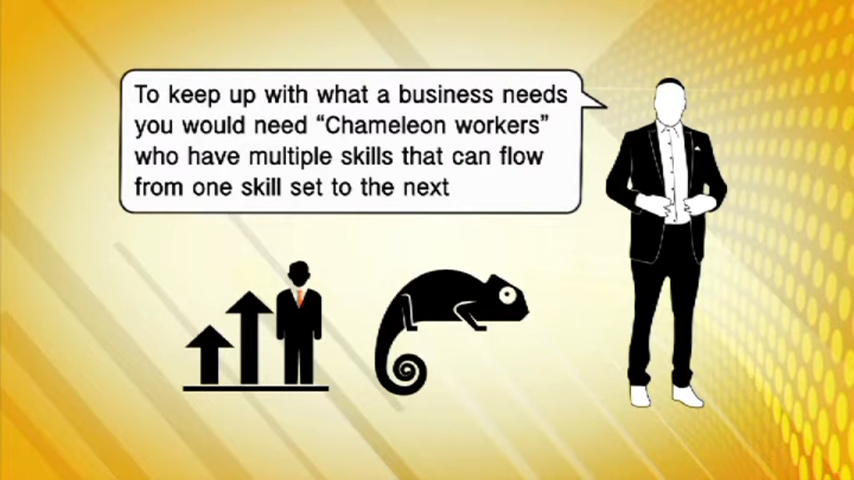 To keep up with what a business needs
you would need “Chameleon workers”
who have multiple skills that can flow
from one skill set to the next